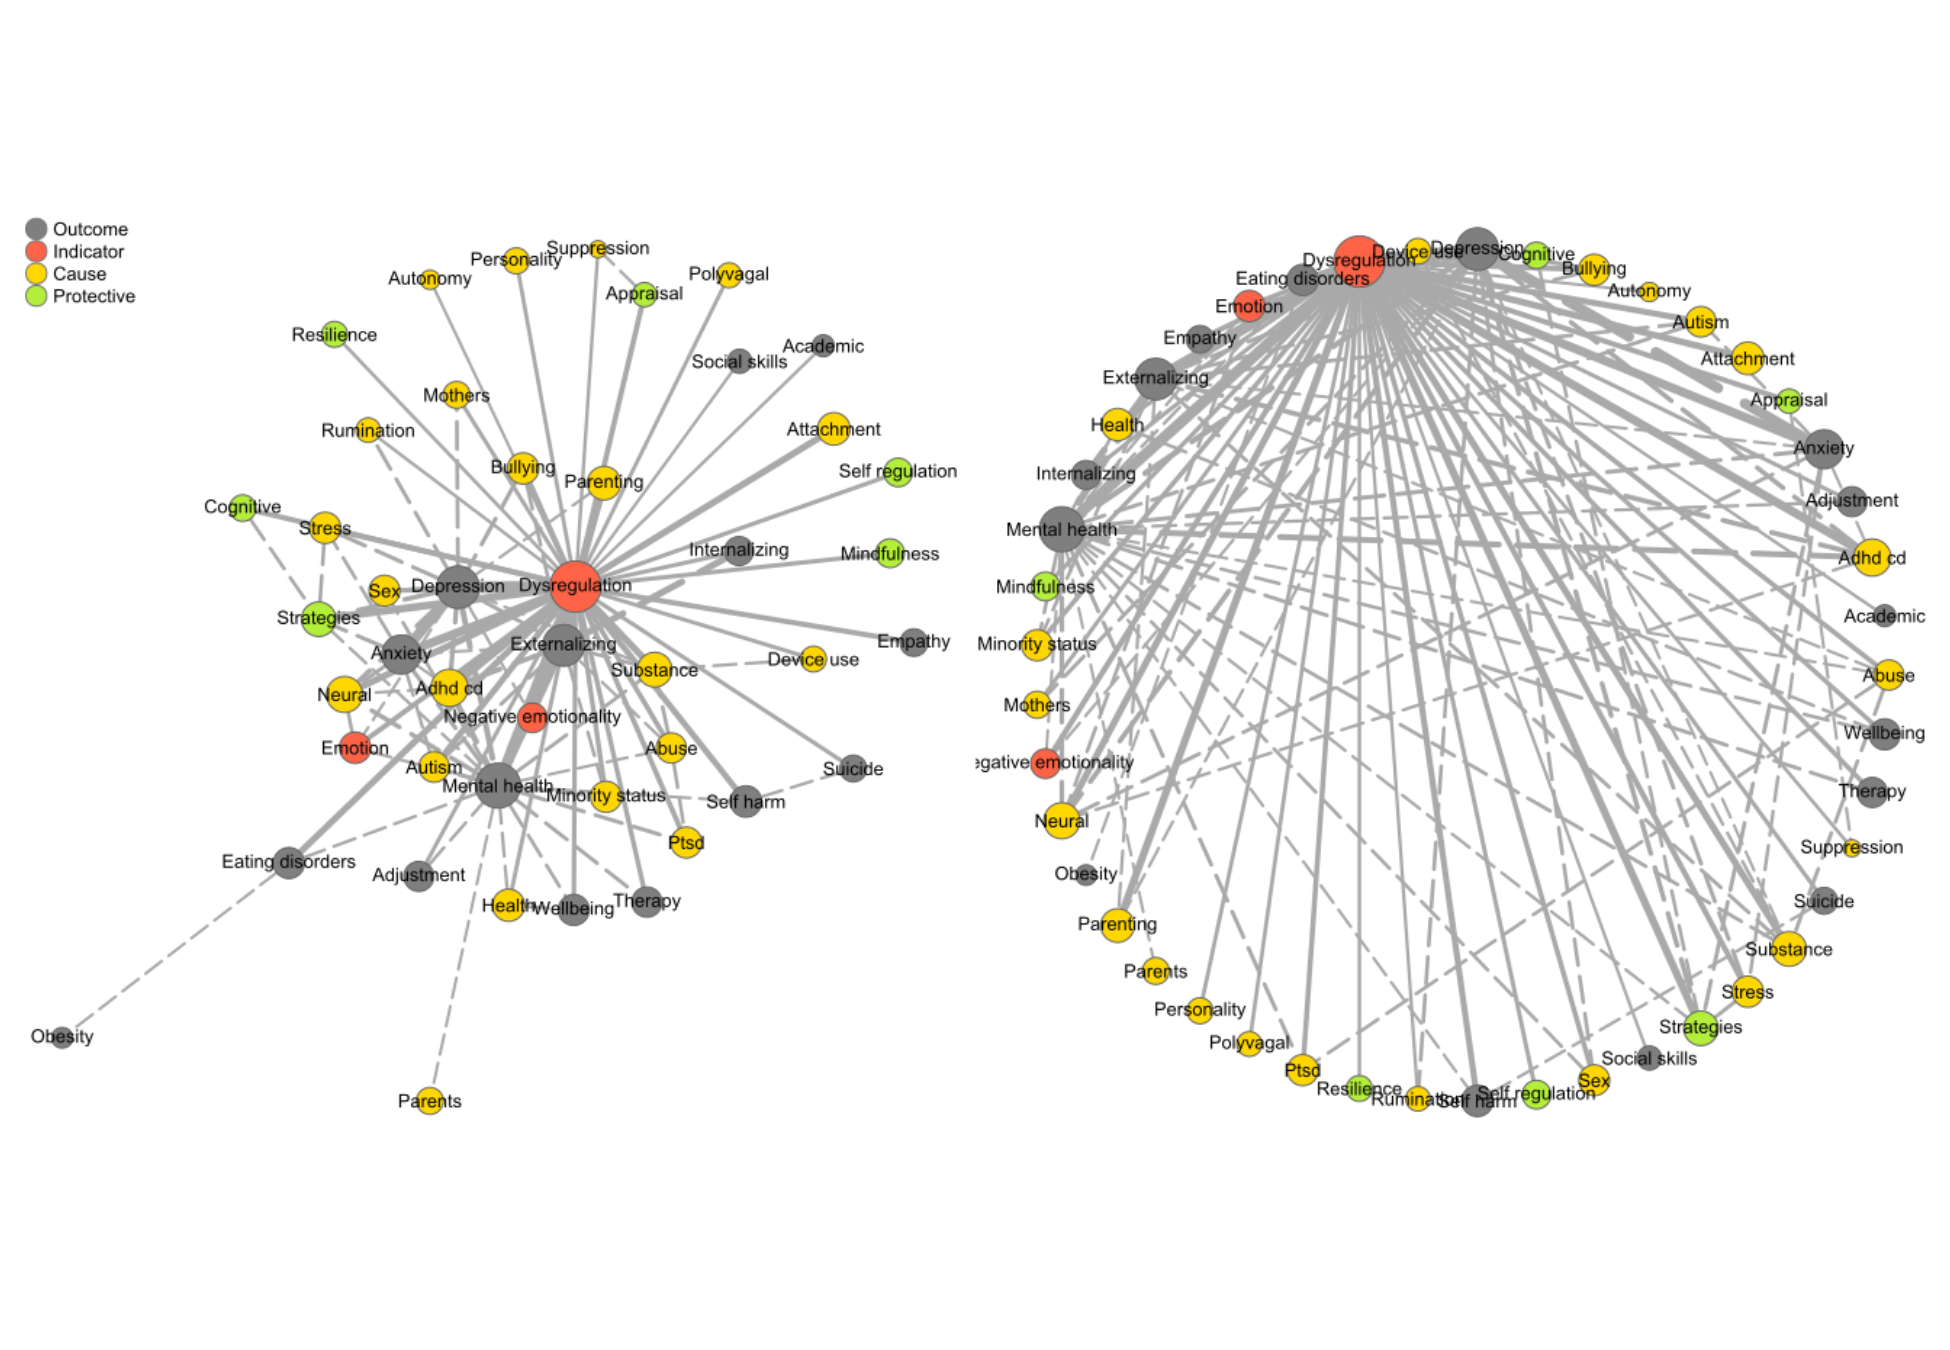 Outcome
Indicator
Cause
Protective
Suppression
Personality
Autonomy
Polyvagal
Appraisal
Resilience
Academic
Social skills
Mothers
Rumination
Attachment
Bullying
Parenting
Self regulation
Cognitive
Stress
Internalizing
Mindfulness
Sex
Depression
Dysregulation
Strategies
Anxiety
Externalizing
Empathy
Substance
Device use
Neural
Adhd cd
Negative emotionality
Emotion
Abuse
Autism
Suicide
Mental health
Minority status
Self harm
Ptsd
Eating disorders
Adjustment
Health
Wellbeing
Therapy
Obesity
Parents
Dysregulation
Device use
Depression
Cognitive
Eating disorders
Bullying
Emotion
Autonomy
Empathy
Autism
Externalizing
Attachment
Health
Appraisal
Internalizing
Anxiety
Mental health
Adjustment
Mindfulness
Adhd cd
Minority status
Academic
Mothers
Abuse
egative emotionality
Wellbeing
Neural
Therapy
Obesity
Suppression
Parenting
Suicide
Parents
Substance
Personality
Stress
Polyvagal
Strategies
Ptsd
Social skills
Resilience
Rumination
Self harm
Self regulation
Sex